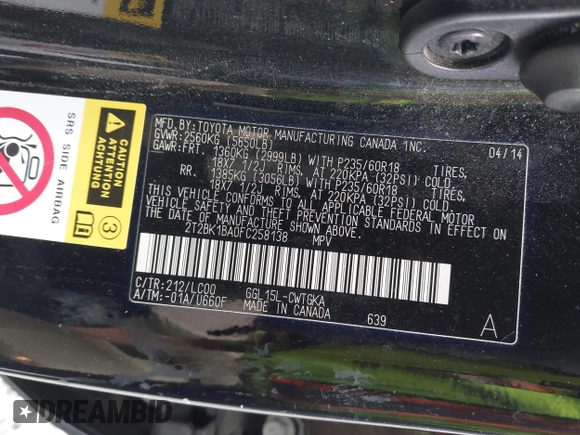 SRS SIDE AIRBAG
CAUTION
ATTENTION
ACHTUNG
3
MFD.BY:TOYOTA MOTOR MANUFACTURING CANADA INC.
GVWR:2560KG (5650LB) 04/14
GAWR:FRT. 1360KG (2999LB) WITH P235/60R18 TIRES,
18X7 1/2J RIMS, AT 220KPA (32PSI) COLD.
RR. 1385KG (3056LB) WITH P235/60R18 TIRES,
18X7 1/2J RIMS, AT 220KPA (32PSI) COLD.
THIS VEHICLE CONFORMS TO ALL APPLICABLE FEDERAL MOTOR
VEHICLE SAFETY AND THEFT PREVENTION STANDARDS IN EFFECT ON
THE DATE OF MANUFACTURE SHOWN ABOVE.
2T2BK1BA0FC258138 MPV
C/TR:212/LC00 GGL15L-CWTGKA
A/TM:-01A/U660F MADE IN CANADA
639 A
DREAMBID